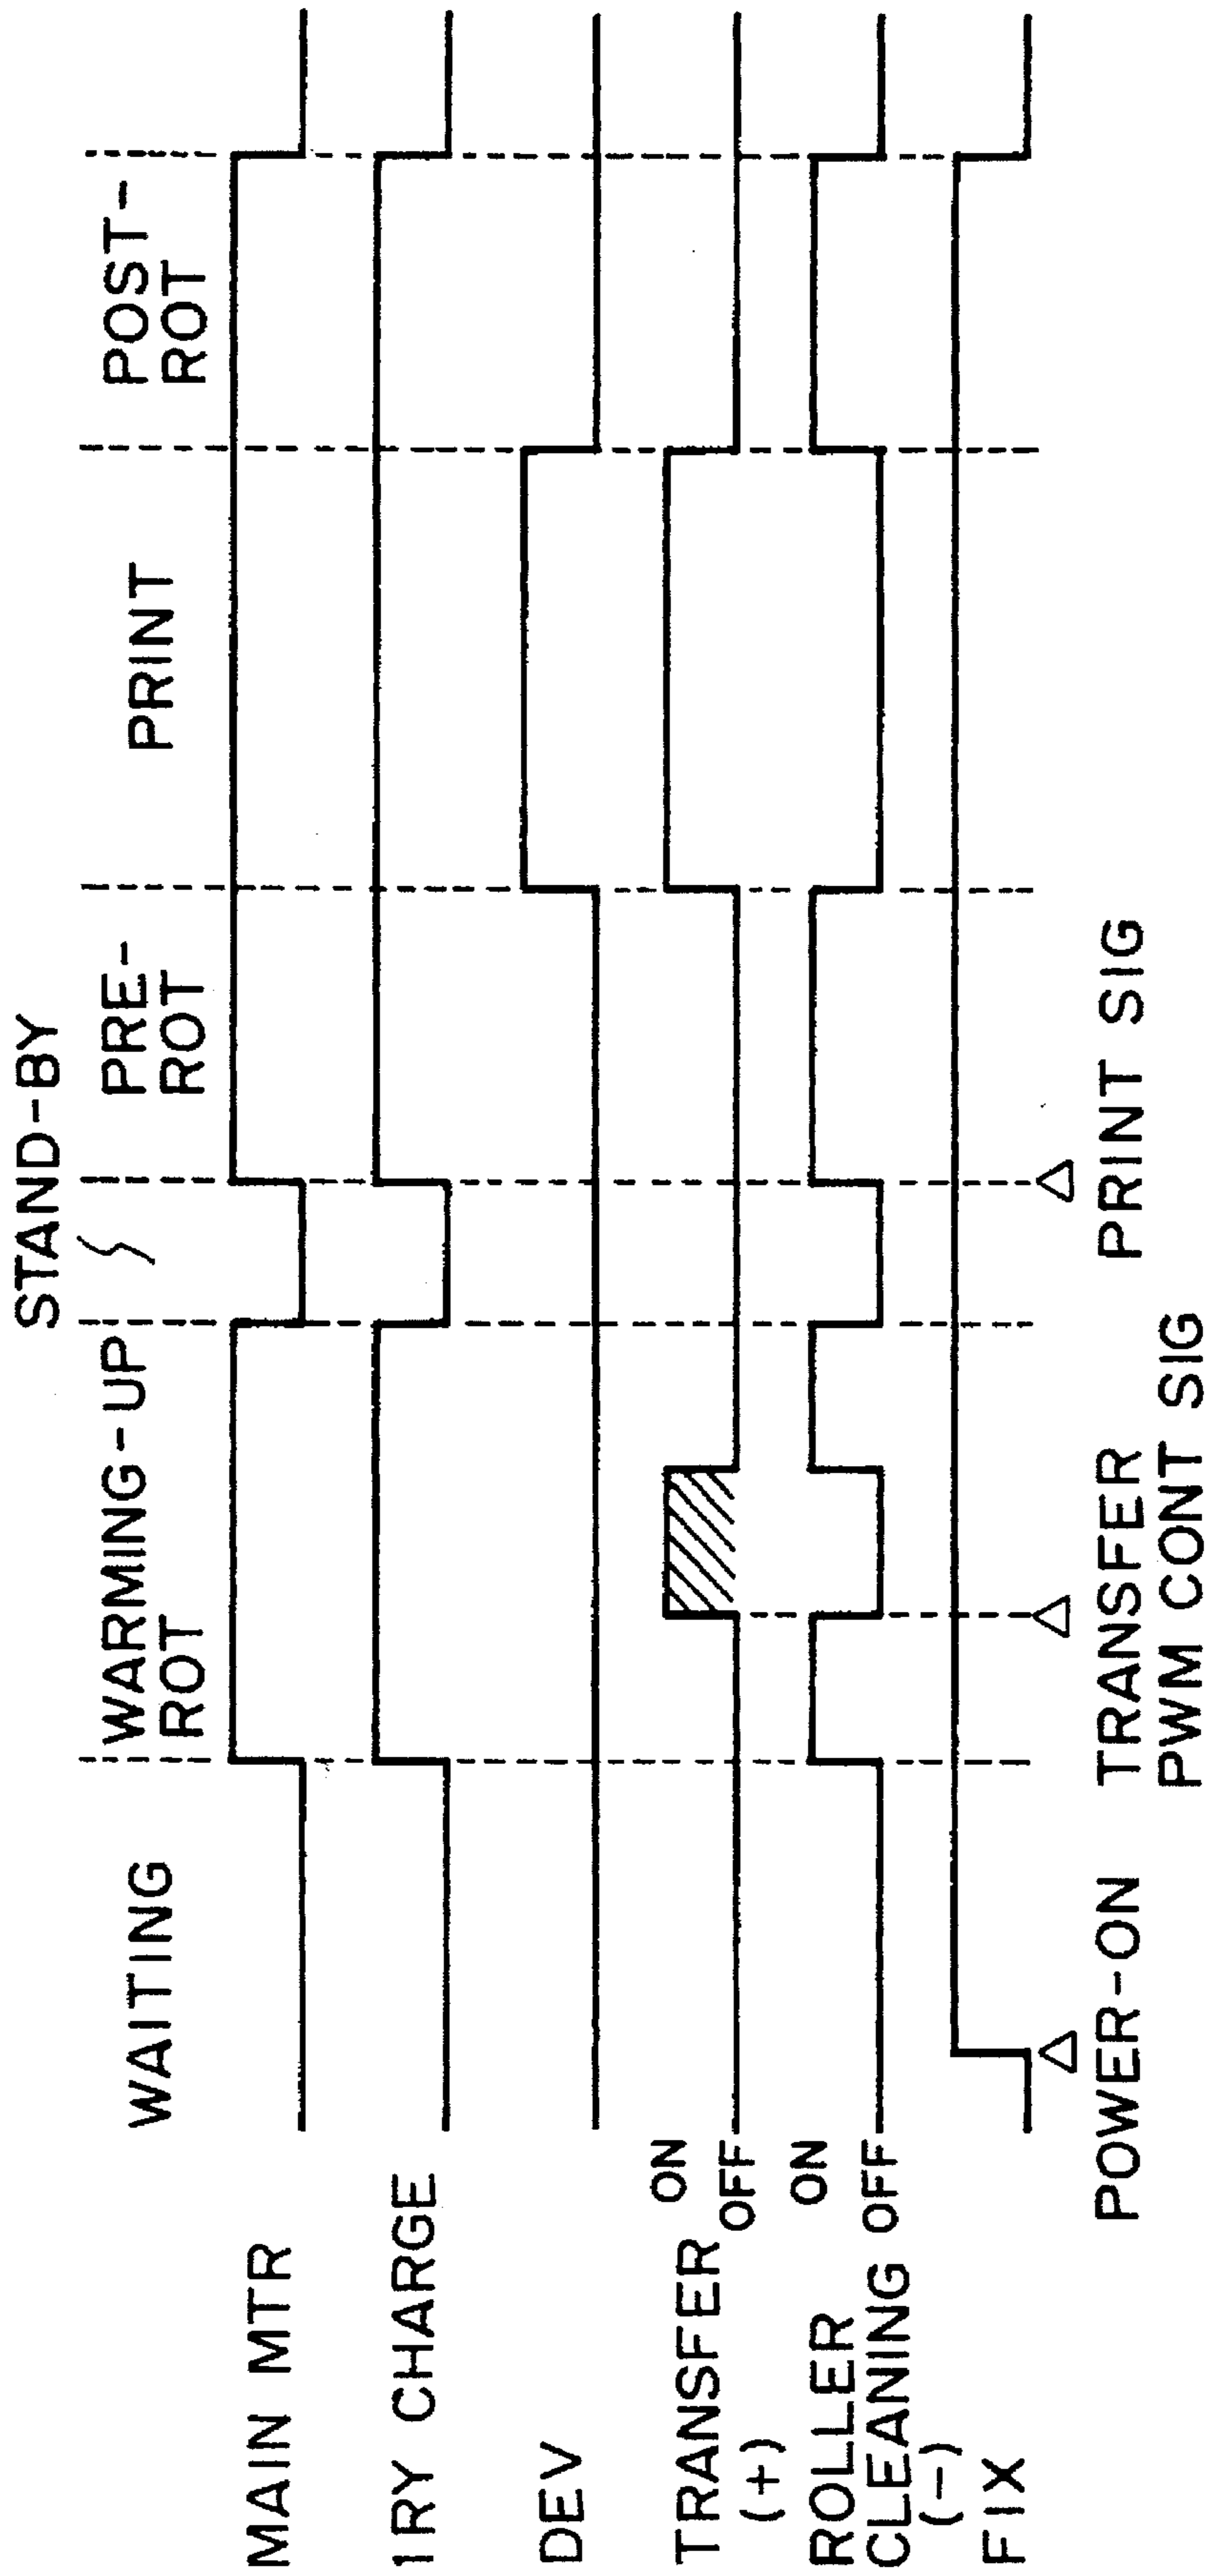 STAND-BY
WAITING
WARMING-UP
ROT
PRE-
ROT
PRINT
POST-
ROT
MAIN MTR
1RY CHARGE
DEV
TRANSFER
(+)
ON
OFF
ROLLER
CLEANING
(-)
ON
OFF
FIX
POWER-ON
TRANSFER
PWM CONT SIG
PRINT SIG